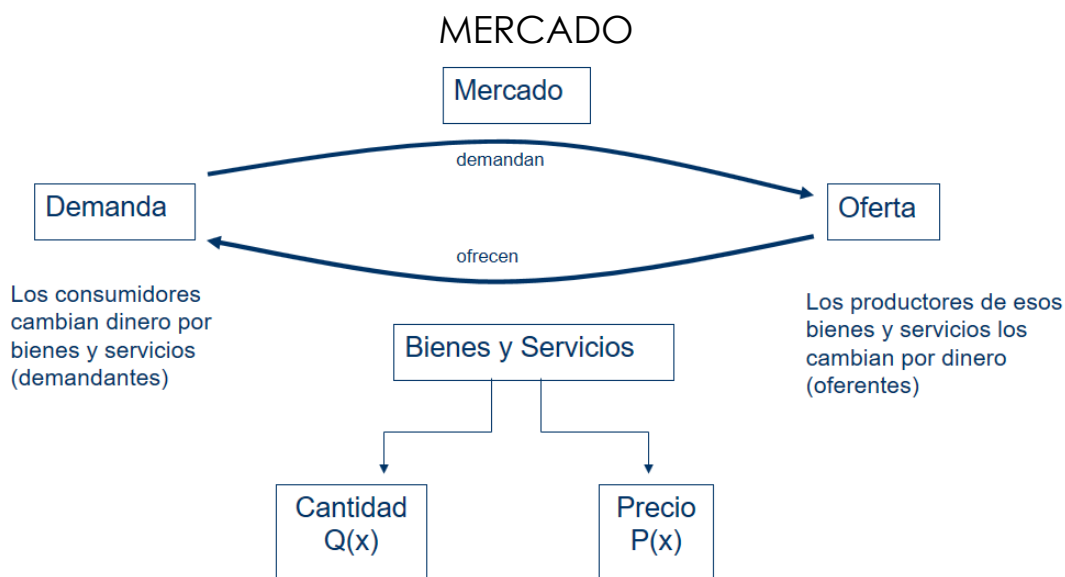 MERCADO
Mercado
demandan
Demanda
Oferta
ofrecen
Los consumidores
cambian dinero por
bienes y servicios
(demandantes)
Los productores de esos
bienes y servicios los
cambian por dinero
(oferentes)
Bienes y Servicios
Cantidad
Q(x)
Precio
P(x)